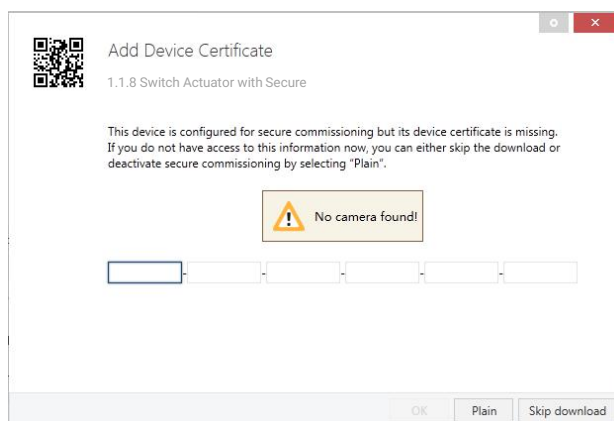 Add Device Certificate
1.1.8 Switch Actuator with Secure
This device is configured for secure commissioning but its device certificate is missing.
If you do not have access to this information now, you can either skip the download or
deactivate secure commissioning by selecting "Plain".
No camera found!
- - - - -
OK Plain Skip download